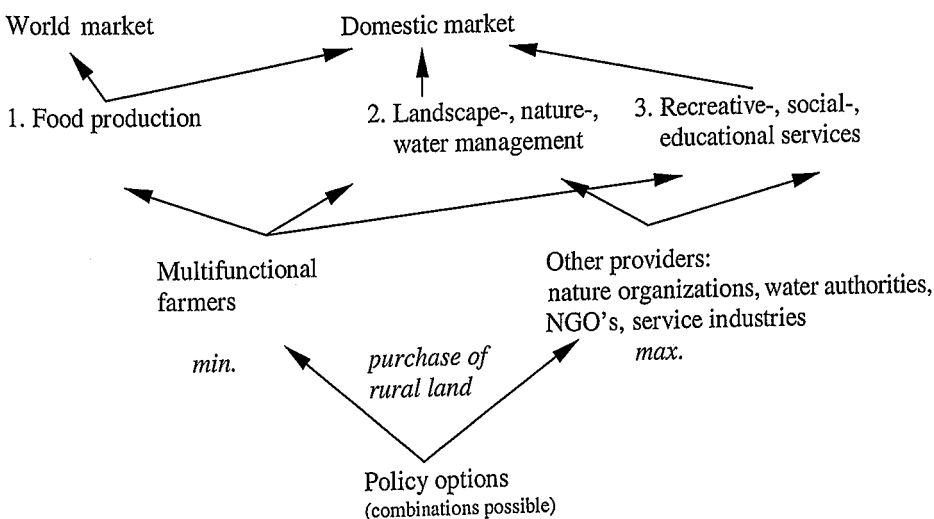 World market
Domestic market
1. Food production
2. Landscape-, nature-,
water management
3. Recreative-, social-,
educational services
Multifunctional
farmers
Other providers:
nature organizations, water authorities,
NGO's, service industries
min.
purchase of
rural land
max.
Policy options
(combinations possible)